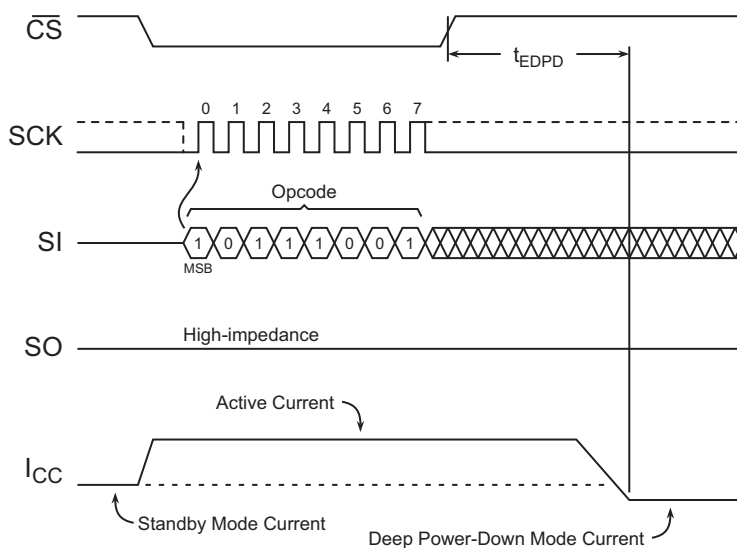 CS
tEDPD
0 1 2 3 4 5 6 7
SCK
Opcode
SI
1 0 1 1 1 0 0 1
MSB
High-impedance
SO
Active Current
ICC
Standby Mode Current
Deep Power-Down Mode Current